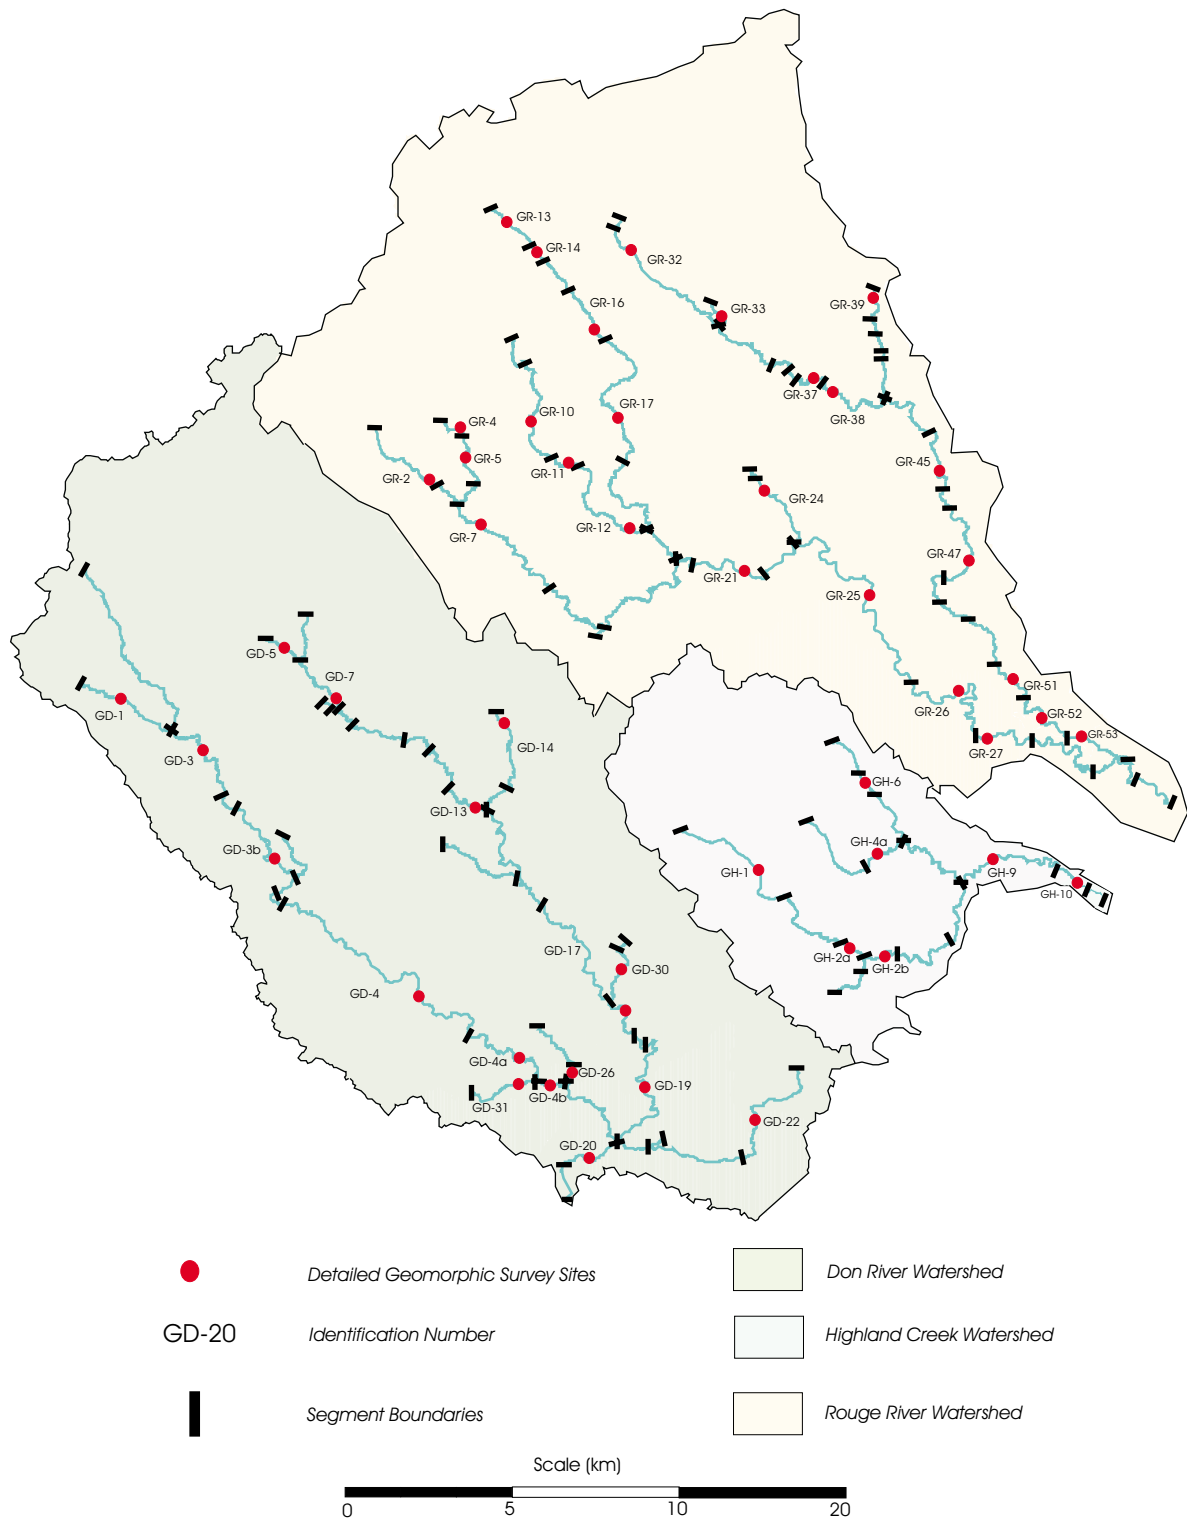 GR-13
GR-14
GR-32
GR-39
GR-16
GR-33
GR-37
GR-38
GR-10
GR-17
GR-4
GR-5
GR-2
GR-11
GR-45
GR-24
GR-7
GR-12
GR-47
GR-21
GR-25
GD-5
GD-7
GR-51
GR-26
GR-52
GR-53
GR-27
GD-1
GD-3
GD-14
GD-13
GH-6
GD-3b
GH-4a
GH-1
GH-9
GH-10
GD-17
GH-2a
GH-2b
GD-30
GD-4
GD-4a
GD-26
GD-4b
GD-31
GD-19
GD-22
GD-20
Detailed Geomorphic Survey Sites
Don River Watershed
GD-20
Identification Number
Highland Creek Watershed
Segment Boundaries
Rouge River Watershed
Scale (km)
0 5 10 20